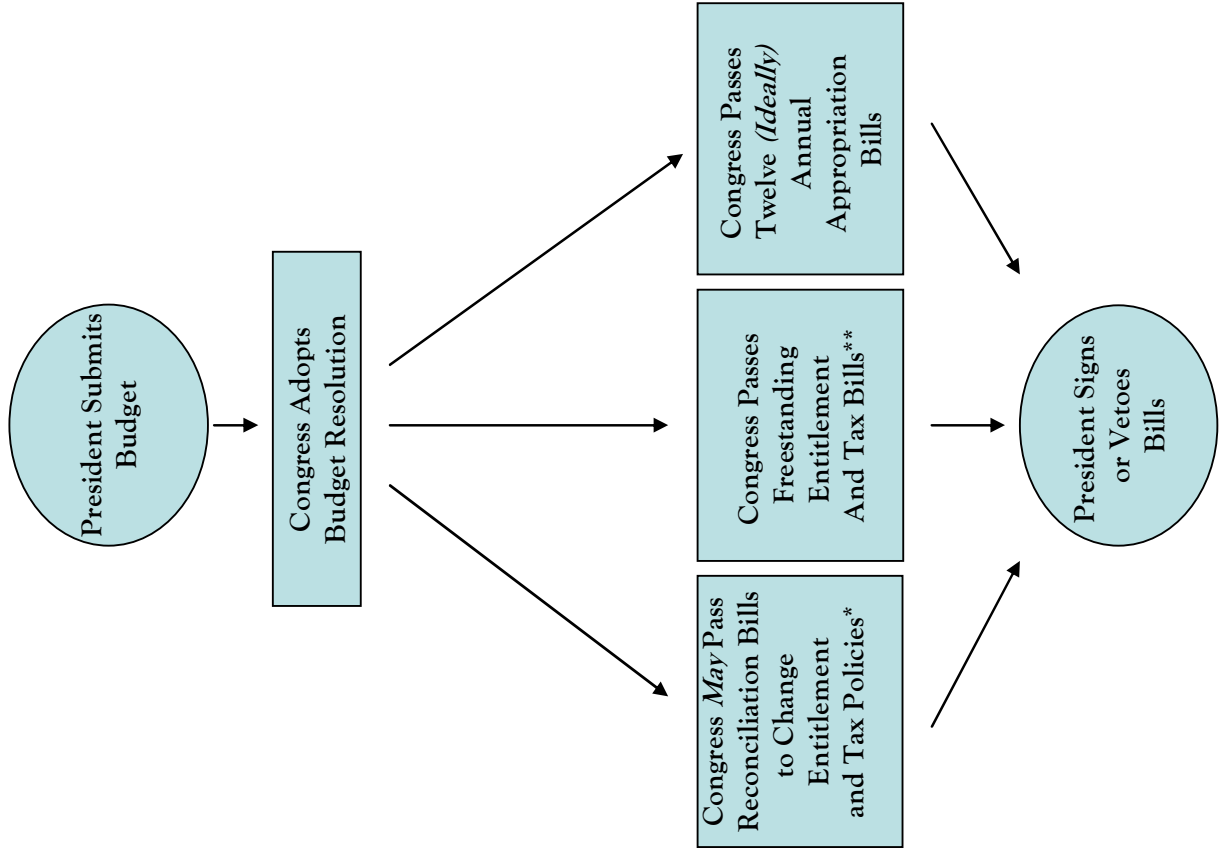 President Submits
Budget
Congress Adopts
Budget Resolution
Congress May Pass
Reconciliation Bills
to Change
Entitlement
and Tax Policies*
Congress Passes
Freestanding
Entitlement
And Tax Bills**
Congress Passes
Twelve (Ideally)
Annual
Appropriation
Bills
President Signs
or Vetoes
Bills